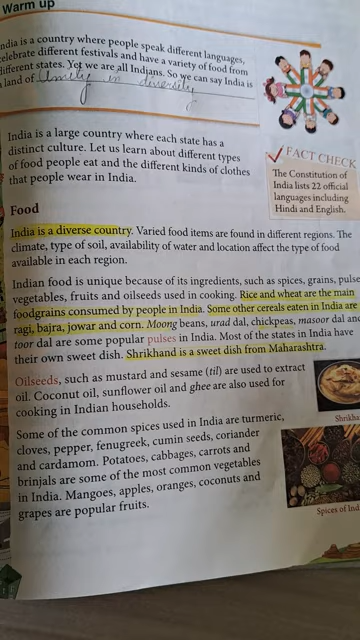 Warm up
India is a country where people speak different languages,
celebrate different festivals and have a variety of food from
different states. Yet we are all Indians. So we can say India is
a land of Unity in diversity
India is a large country where each state has a
distinct culture. Let us learn about different types
of food people eat and the different kinds of clothes
that people wear in India.
FACT CHECK
The Constitution of
India lists 22 official
languages including
Hindi and English.
Food
India is a diverse country. Varied food items are found in different regions. The
climate, type of soil, availability of water and location affect the type of food
available in each region.
Indian food is unique because of its ingredients, such as spices, grains, pulse
vegetables, fruits and oilseeds used in cooking. Rice and wheat are the main
foodgrains consumed by people in India. Some other cereals eaten in India are
ragi, bajra, jowar and corn. Moong beans, urad dal, chickpeas, masoor dal and
toor dal are some popular pulses in India. Most of the states in India have
their own sweet dish. Shrikhand is a sweet dish from Maharashtra.
Oilseeds, such as mustard and sesame (til) are used to extract
oil. Coconut oil, sunflower oil and ghee are also used for
cooking in Indian households.
Shrikha
Some of the common spices used in India are turmeric,
cloves, pepper, fenugreek, cumin seeds, coriander
and cardamom. Potatoes, cabbages, carrots and
brinjals are some of the most common vegetables
in India. Mangoes, apples, oranges, coconuts and
grapes are popular fruits.
Spices of Ind